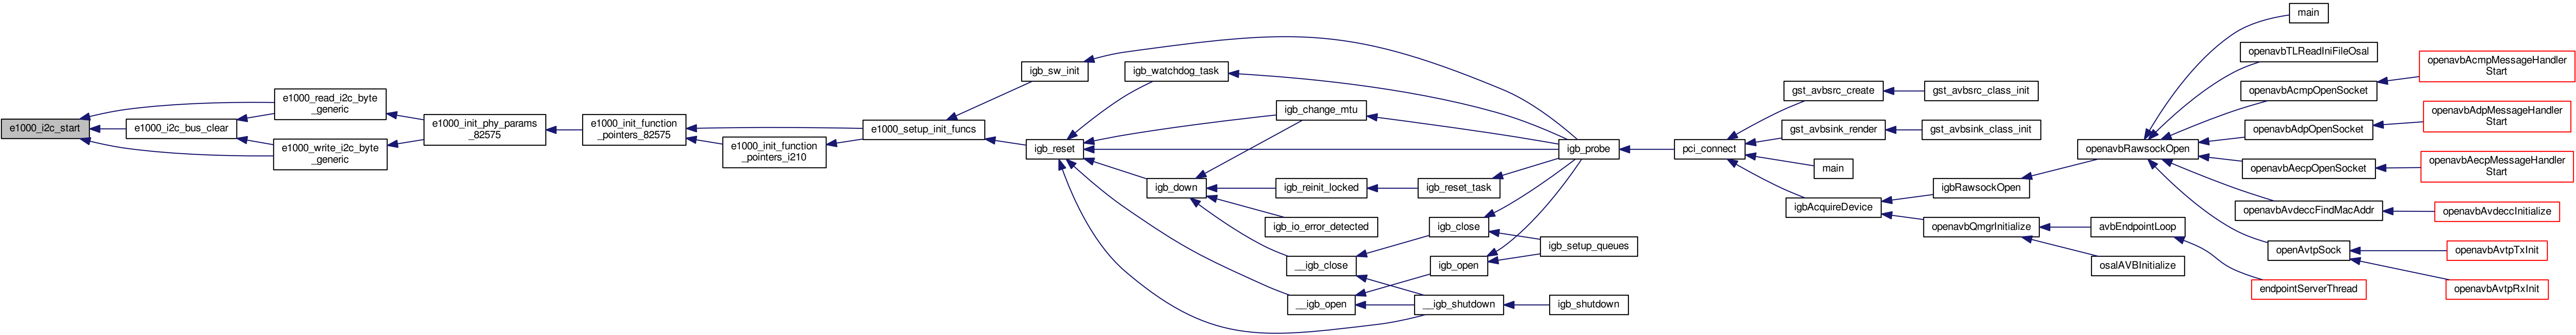 e1000_i2c_start
e1000_i2c_bus_clear
e1000_read_i2c_byte
_generic
e1000_write_i2c_byte
_generic
e1000_init_phy_params
_82575
e1000_init_function
_pointers_82575
e1000_init_function
_pointers_i210
e1000_setup_init_funcs
igb_sw_init
igb_reset
igb_watchdog_task
igb_change_mtu
igb_down
igb_reinit_locked
igb_reset_task
igb_io_error_detected
__igb_close
__igb_open
igb_close
igb_open
__igb_shutdown
igb_probe
igb_setup_queues
igb_shutdown
pci_connect
gst_avbsrc_create
gst_avbsrc_class_init
gst_avbsink_render
gst_avbsink_class_init
main
igbAcquireDevice
igbRawsockOpen
openavbQmgrInitialize
avbEndpointLoop
osalAVBInitialize
openavbRawsockOpen
main
openavbTLReadIniFileOsal
openavbAcmpOpenSocket
openavbAcmpMessageHandler
Start
openavbAdpOpenSocket
openavbAdpMessageHandler
Start
openavbAecpOpenSocket
openavbAecpMessageHandler
Start
openavbAvdeccFindMacAddr
openavbAvdeccInitialize
openAvtpSock
openavbAvtpTxInit
openavbAvtpRxInit
endpointServerThread